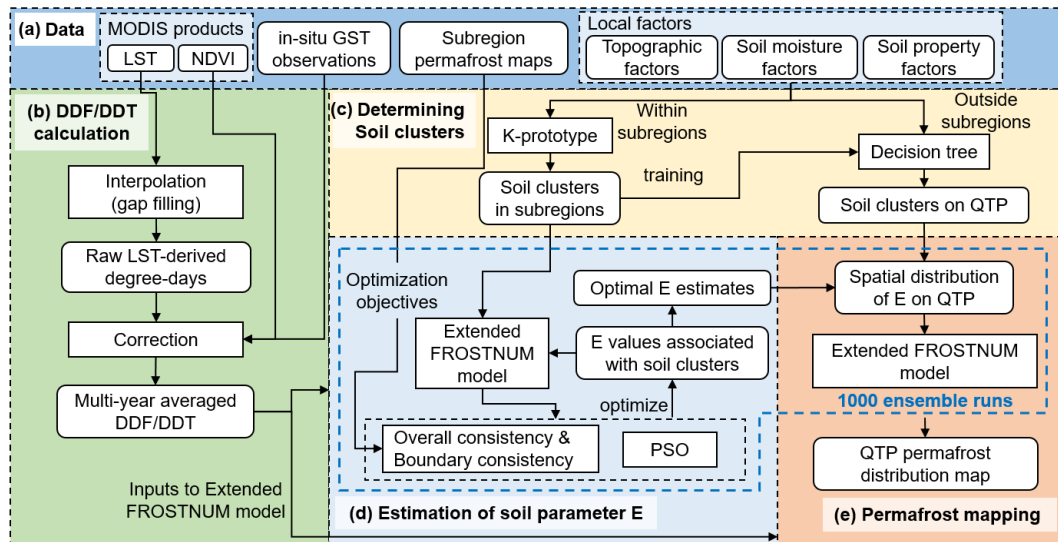 (a) Data
MODIS products
LST
NDVI
in-situ GST
observations
Subregion
permafrost maps
Local factors
Topographic
factors
Soil moisture
factors
Soil property
factors
(b) DDF/DDT
calculation
Interpolation
(gap filling)
Raw LST-derived
degree-days
Correction
Multi-year averaged
DDF/DDT
Inputs to Extended
FROSTNUM model
(c) Determining
Soil clusters
Within
subregions
Outside
subregions
K-prototype
Decision tree
training
Soil clusters
in subregions
Soil clusters on QTP
Optimization
objectives
Optimal E estimates
Extended
FROSTNUM
model
E values associated
with soil clusters
optimize
Overall consistency &
Boundary consistency
PSO
(d) Estimation of soil parameter E
Spatial distribution
of E on QTP
Extended FROSTNUM
model
1000 ensemble runs
QTP permafrost
distribution map
(e) Permafrost mapping